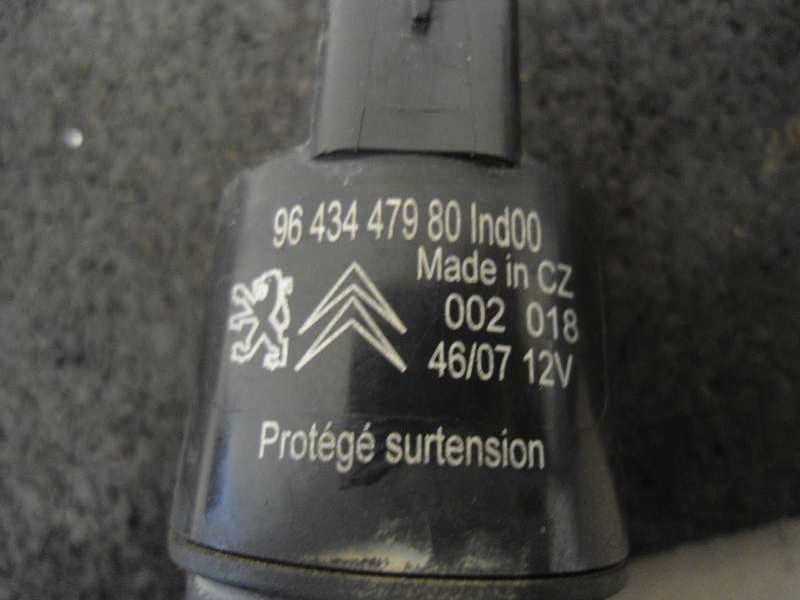 96 434 479 80 Ind00
Made in CZ
002 018
46/07 12V
Protégé surtension